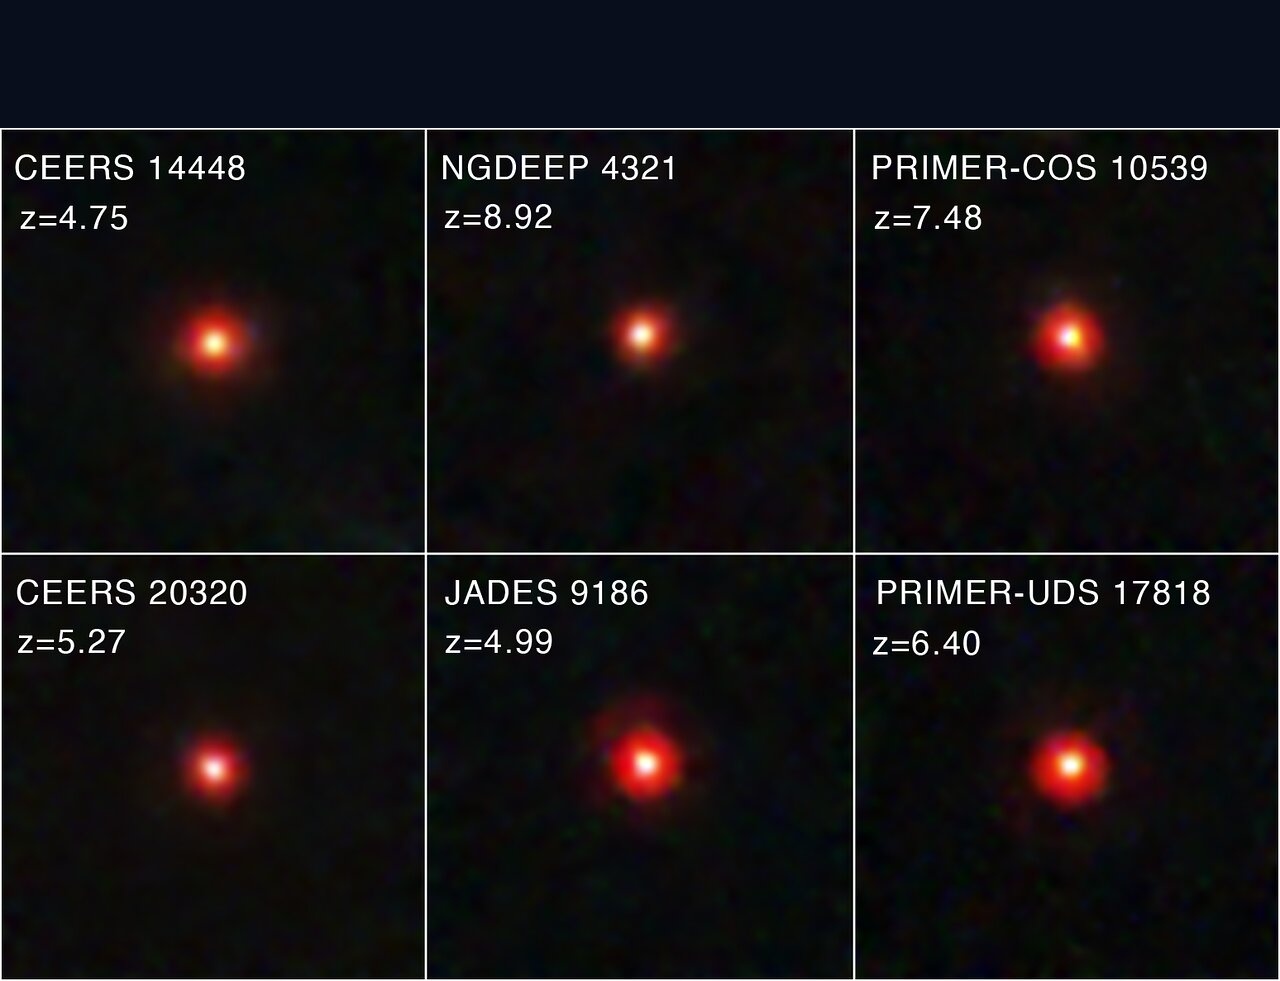 CEERS 14448
z=4.75
NGDEEP 4321
z=8.92
PRIMER-COS 10539
z=7.48
CEERS 20320
z=5.27
JADES 9186
z=4.99
PRIMER-UDS 17818
z=6.40